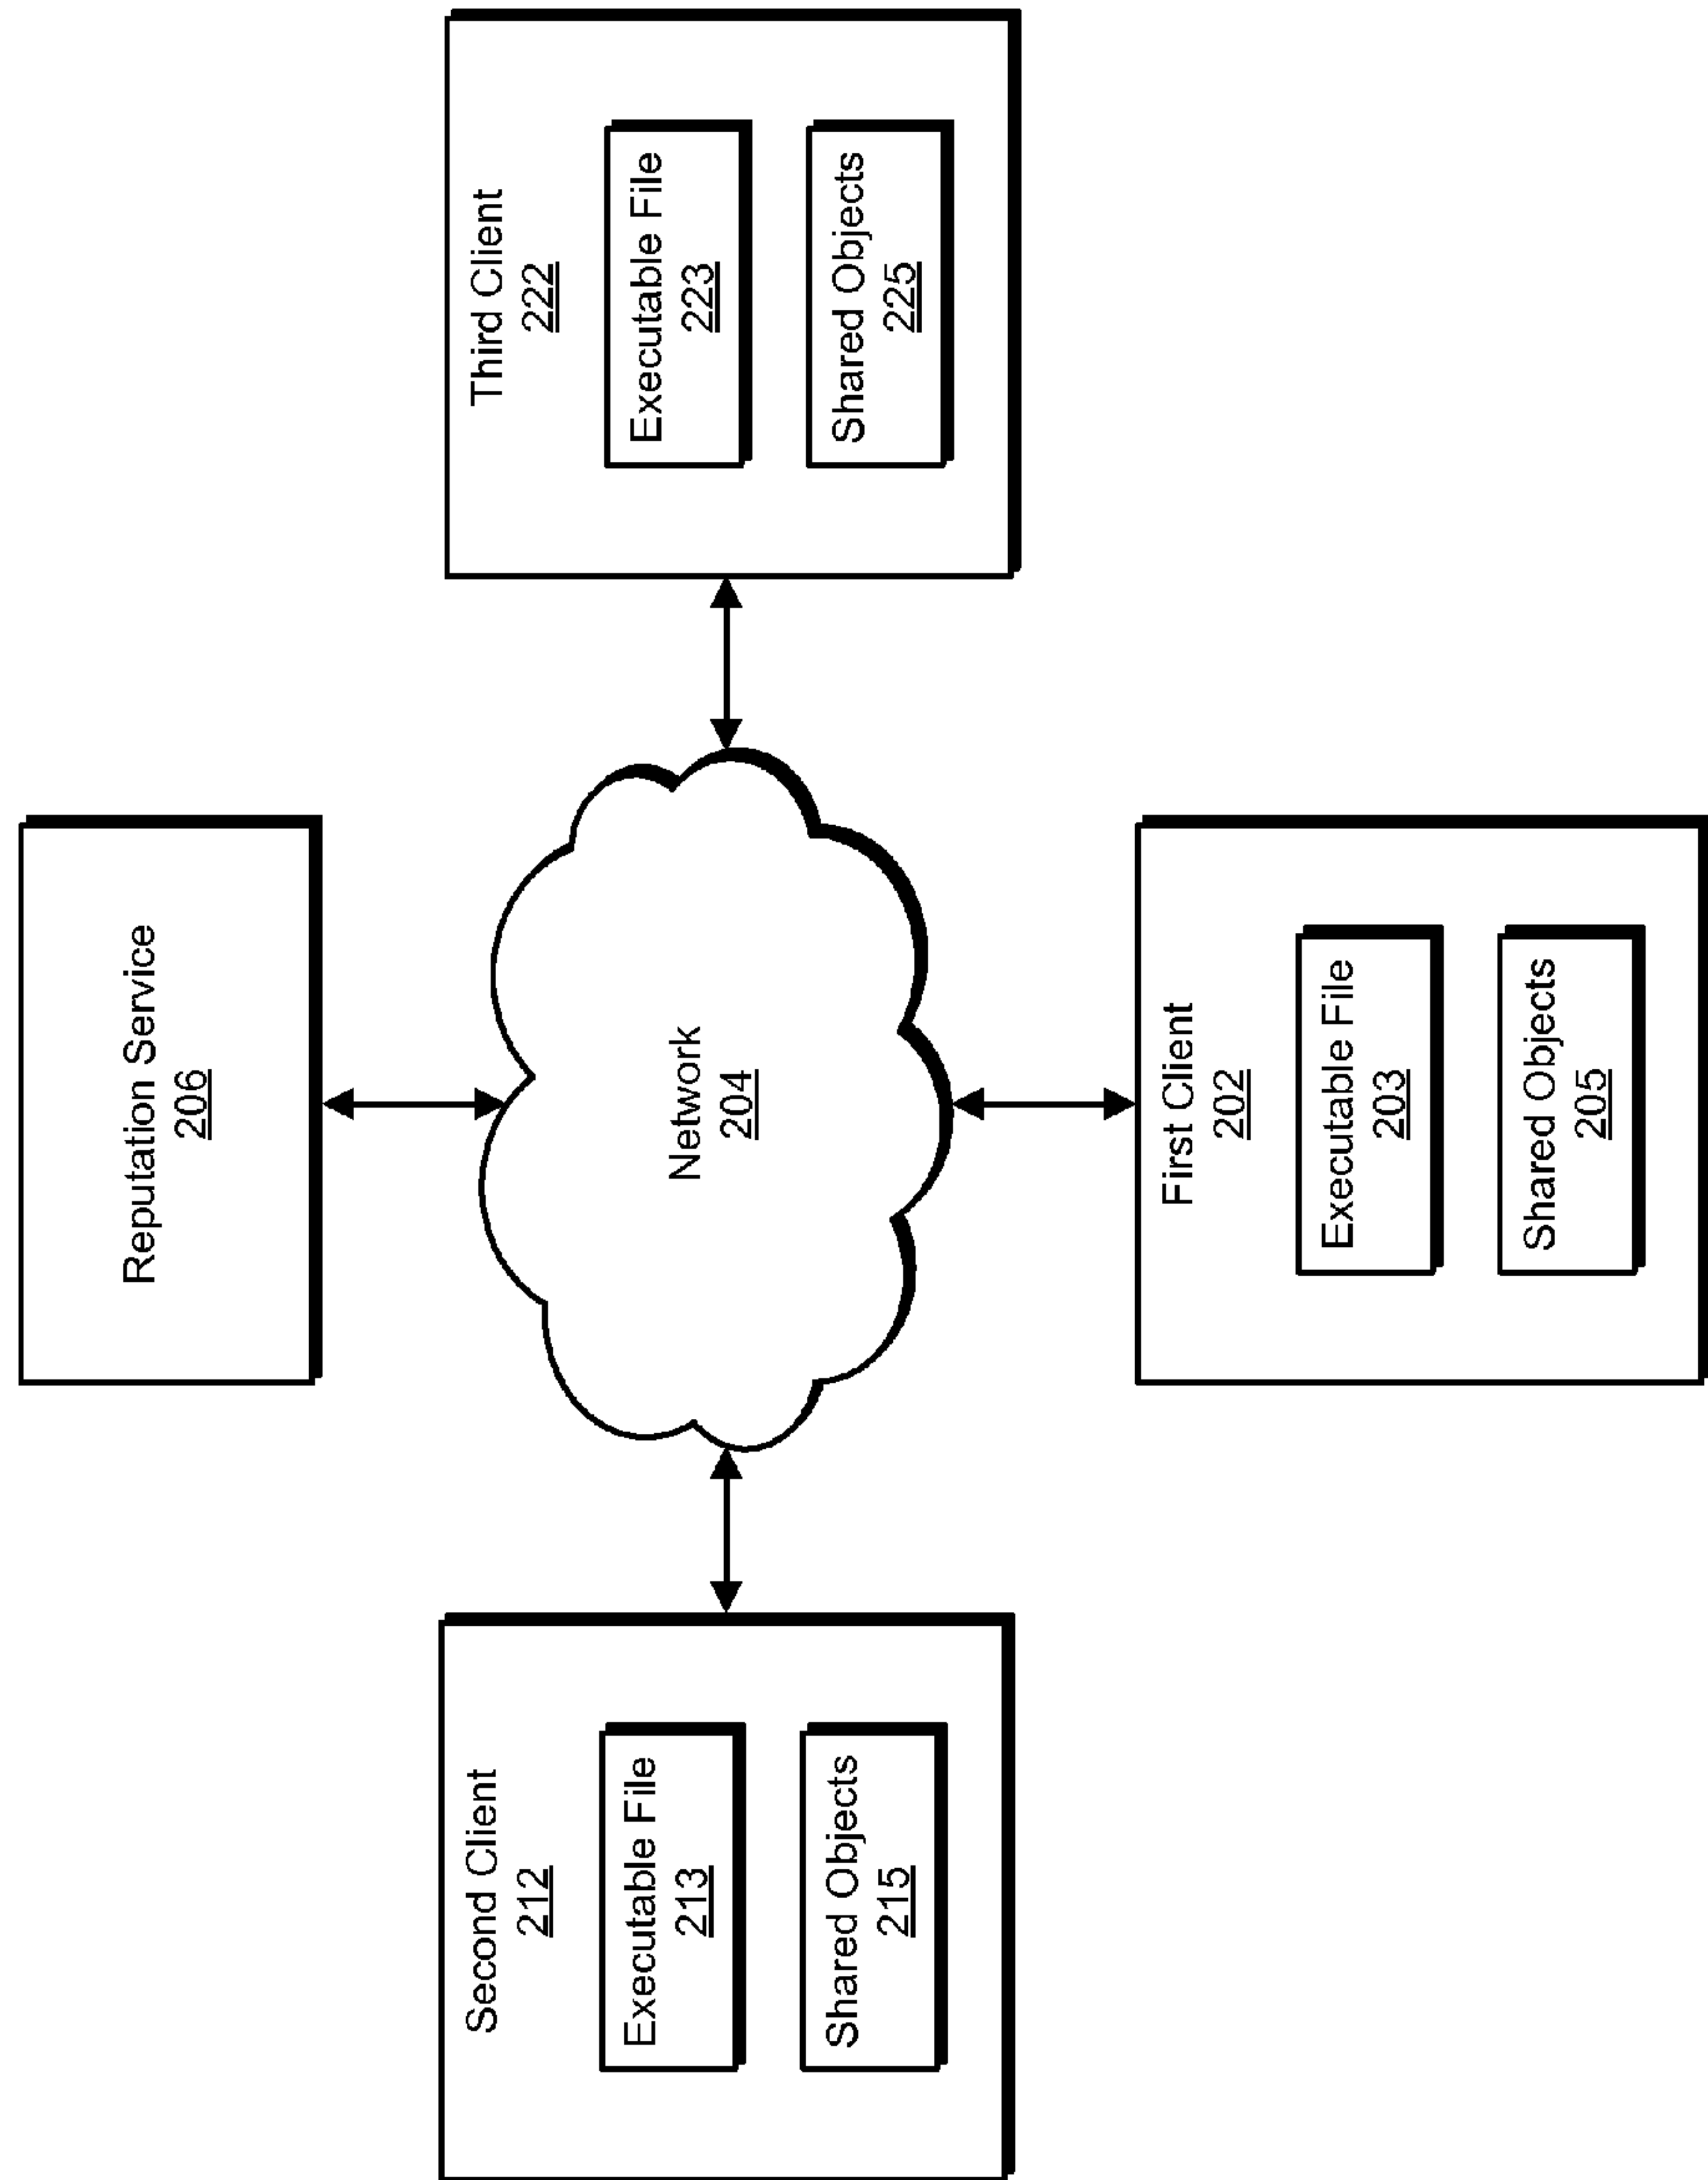 Reputation Service
206
Second Client
212
Executable File
213
Shared Objects
215
Network
204
Third Client
222
Executable File
223
Shared Objects
225
First Client
202
Executable File
203
Shared Objects
205